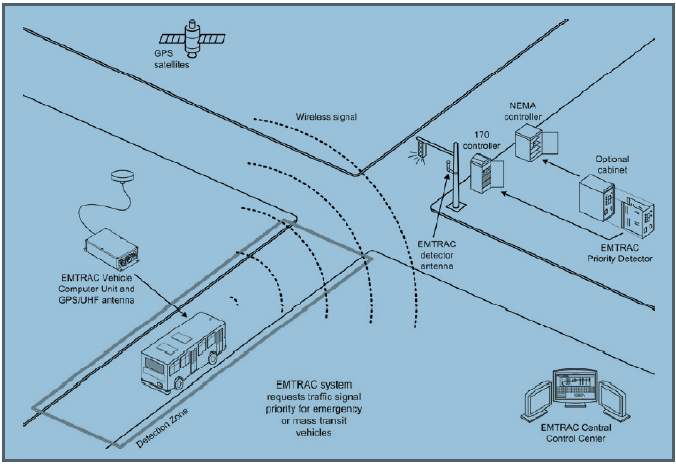 GPS
satellites
Wireless signal
NEMA
controller
170
controller
Optional
cabinet
EMTRAC
detector
antenna
EMTRAC
Priority Detector
EMTRAC Vehicle
Computer Unit and
GPS/UHF antenna
Detection Zone
EMTRAC system
requests traffic signal
priority for emergency
or mass transit
vehicles
EMTRAC Central
Control Center